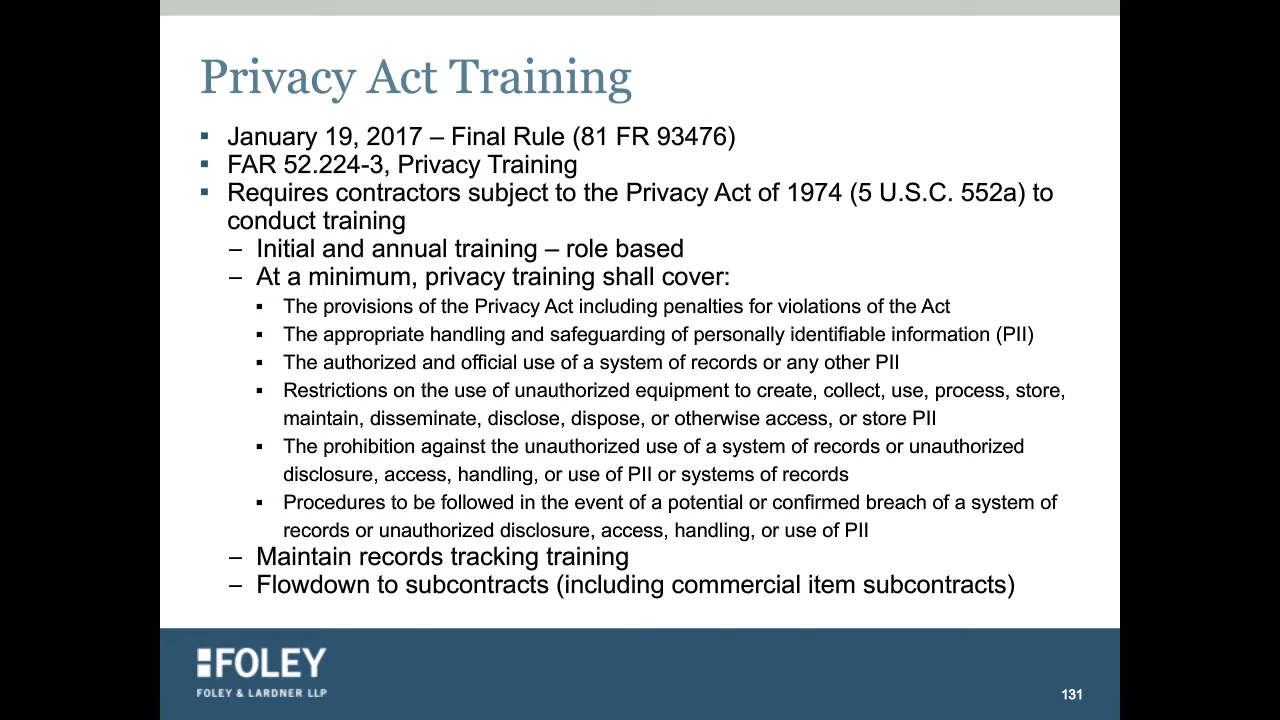 Privacy Act Training
▪ January 19, 2017 – Final Rule (81 FR 93476)
▪ FAR 52.224-3, Privacy Training
▪ Requires contractors subject to the Privacy Act of 1974 (5 U.S.C. 552a) to
conduct training
– Initial and annual training – role based
– At a minimum, privacy training shall cover:
▪ The provisions of the Privacy Act including penalties for violations of the Act
▪ The appropriate handling and safeguarding of personally identifiable information (PII)
▪ The authorized and official use of a system of records or any other PII
▪ Restrictions on the use of unauthorized equipment to create, collect, use, process, store,
maintain, disseminate, disclose, dispose, or otherwise access, or store PII
▪ The prohibition against the unauthorized use of a system of records or unauthorized
disclosure, access, handling, or use of PII or systems of records
▪ Procedures to be followed in the event of a potential or confirmed breach of a system of
records or unauthorized disclosure, access, handling, or use of PII
– Maintain records tracking training
– Flowdown to subcontracts (including commercial item subcontracts)
FOLEY
FOLEY & LARDNER LLP
131